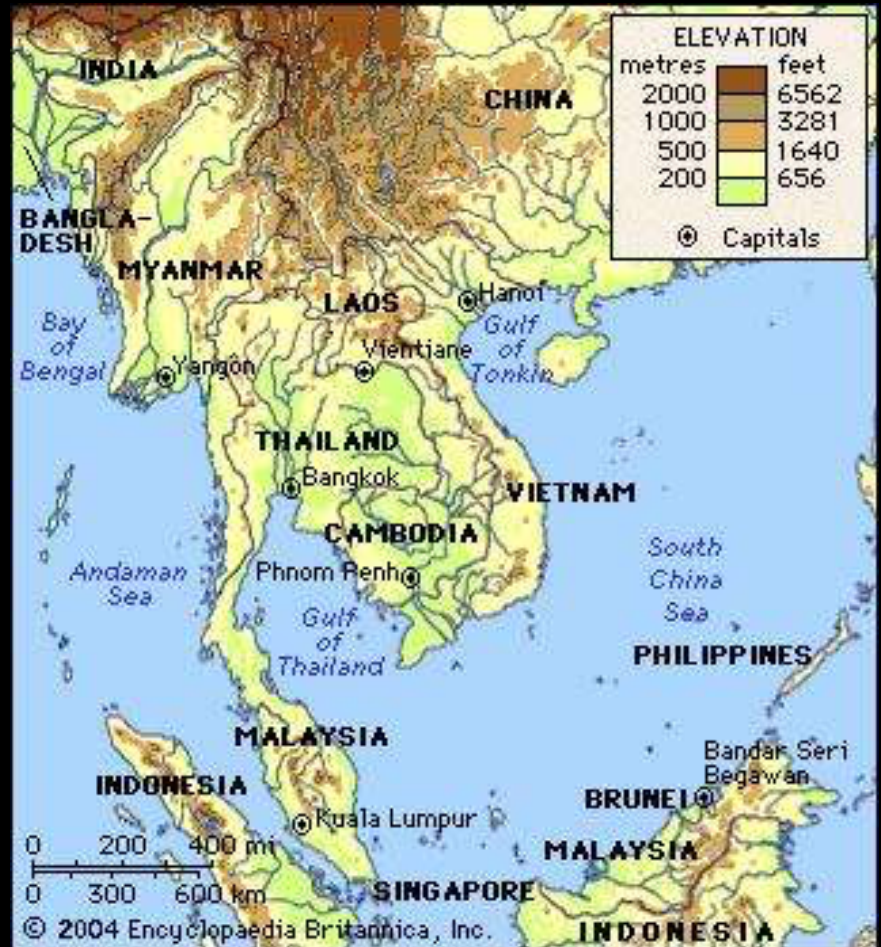 ELEVATION
metres feet
2000 6562
1000 3281
500 1640
200 656
Capitals
INDIA
CHINA
BANGLA-
DESH
MYANMAR
LAOS
Hanoi
Bay
of
Bengal
Gulf
of
Tonkin
Yangôn
Vientiane
THAILAND
Bangkok
VIETNAM
CAMBODIA
Phnom Penh
Andaman
Sea
South
China
Sea
Gulf
of
Thailand
PHILIPPINES
MALAYSIA
INDONESIA
Bandar Seri
Begawan
BRUNEI
Kuala Lumpur
MALAYSIA
0 200 400 mi
0 300 600 km
SINGAPORE
© 2004 Encyclopaedia Britannica, Inc.
INDONESIA